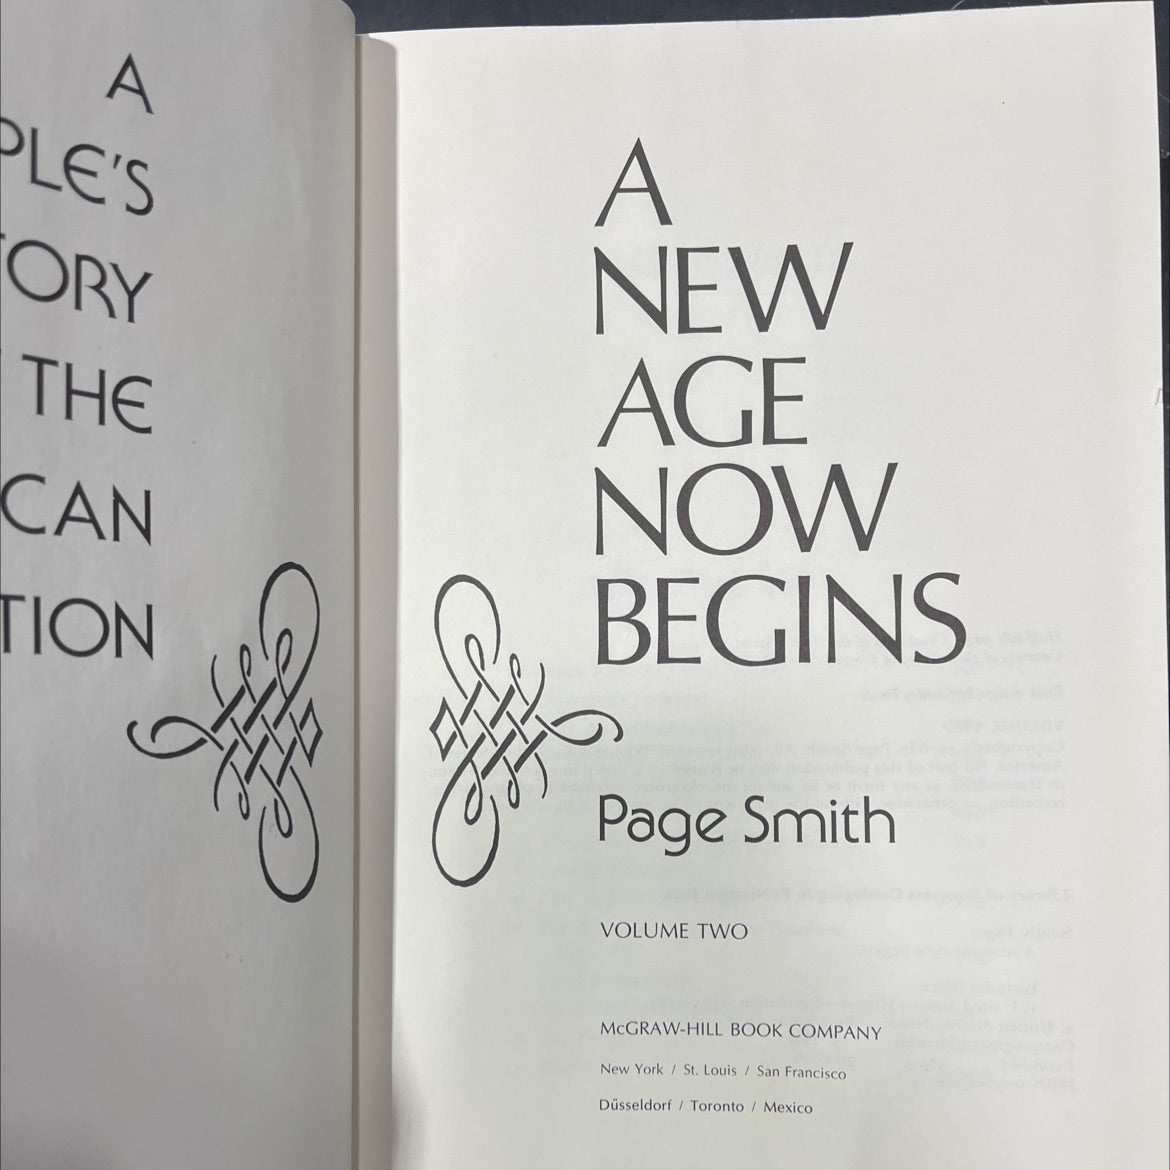 A
PLE'S
TORY
THE
CAN
TION
A
NEW
AGE
NOW
BEGINS
Page Smith
VOLUME TWO
McGRAW-HILL BOOK COMPANY
New York / St. Louis / San Francisco
Düsseldorf / Toronto / Mexico